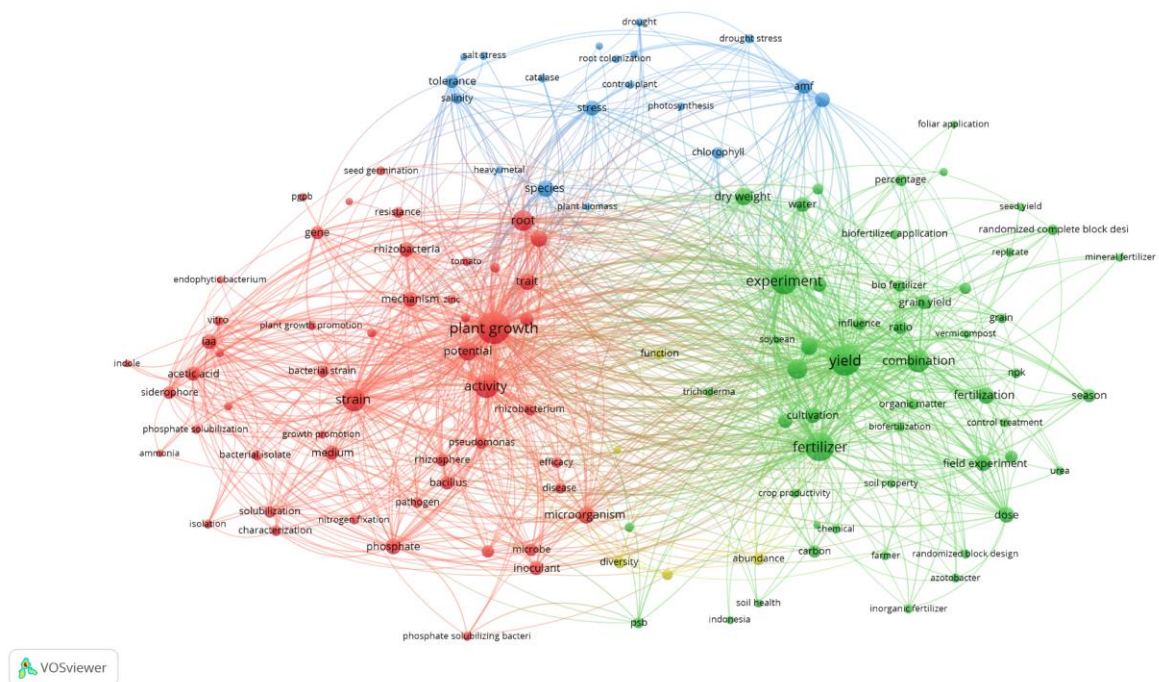 drought
drought stress
salt stress
root colonization
tolerance
catalase
control plant
amf
salinity
stress
photosynthesis
foliar application
chlorophyll
seed germination
heavy metal
percentage
species
pgpb
dry weight
water
plant biomass
seed yield
resistance
root
gene
biofertilizer application
randomized complete block desi
rhizobacteria
replicate
tomato
mineral fertilizer
endophytic bacterium
trait
experiment
bio fertilizer
mechanism
zinc
grain yield
vitro
plant growth promotion
plant growth
influence
ratio
grain
vermicompost
iaa
soybean
potential
function
yield
combination
indole
bacterial strain
acetic acid
npk
activity
siderophore
trichoderma
fertilization
season
strain
organic matter
rhizobacterium
cultivation
control treatment
phosphate solubilization
biofertilization
growth promotion
pseudomonas
fertilizer
ammonia
bacterial isolate
medium
rhizosphere
efficacy
field experiment
urea
bacillus
soil property
disease
crop productivity
pathogen
solubilization
microorganism
dose
isolation
nitrogen fixation
characterization
chemical
phosphate
microbe
carbon
farmer
randomized block design
diversity
abundance
inoculant
azotobacter
soil health
inorganic fertilizer
psb
indonesia
phosphate solubilizing bacteri
VOSviewer